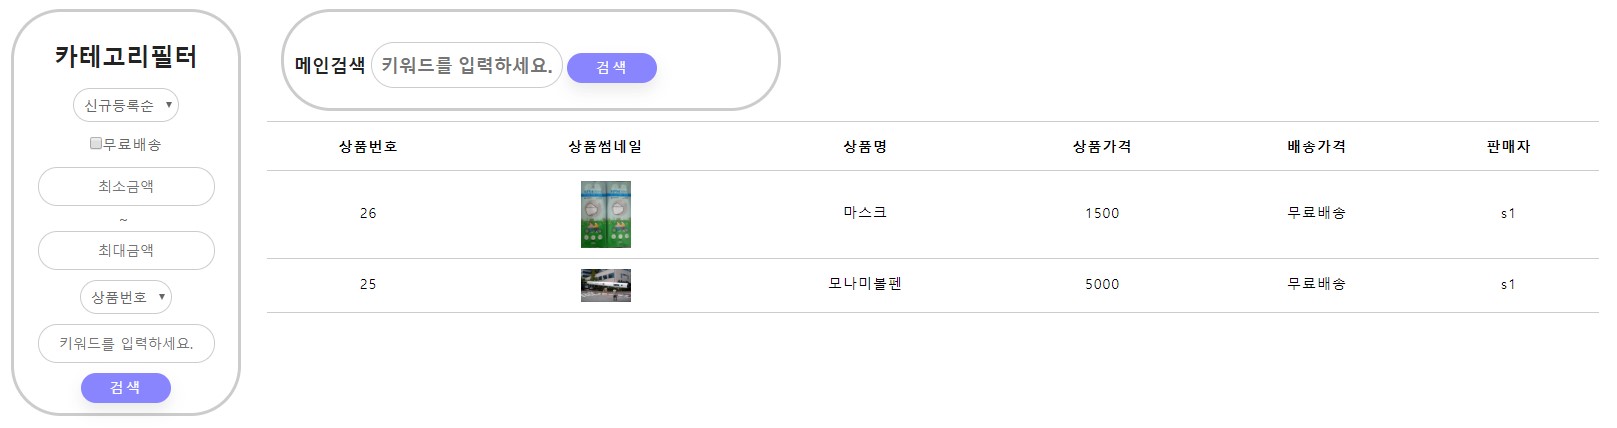 카테고리필터
신규등록순
무료배송
최소금액
~
최대금액
상품번호
키워드를 입력하세요.
검색
메인검색 키워드를 입력하세요. 검색
상품번호 상품썸네일 상품명 상품가격 배송가격 판매자
26 마스크 1500 무료배송 s1
25 모나미볼펜 5000 무료배송 s1